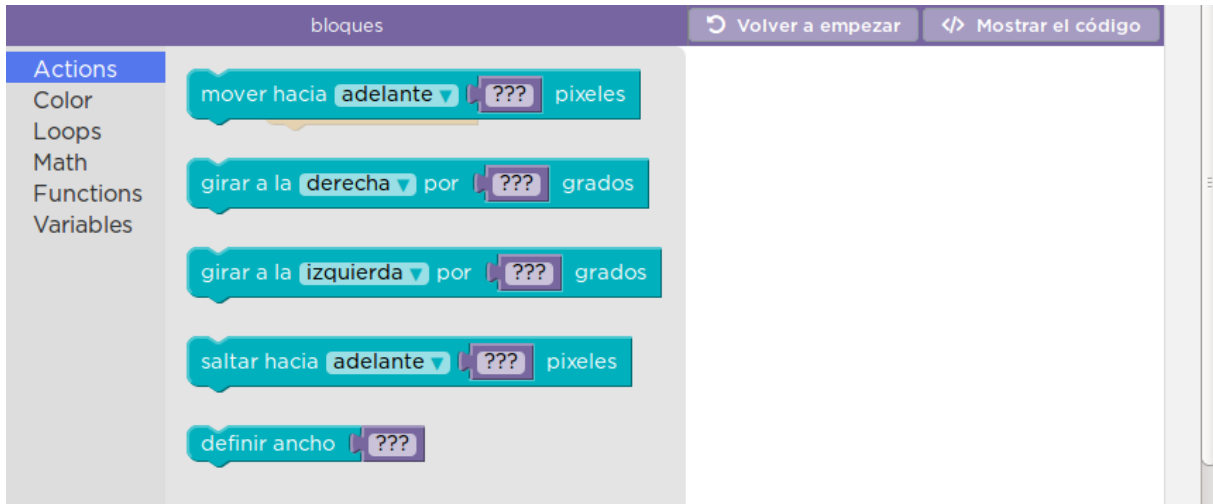 bloques
Volver a empezar
</> Mostrar el código
Actions
Color
Loops
Math
Functions
Variables
mover hacia adelante ??? pixeles
girar a la derecha por ??? grados
girar a la izquierda por ??? grados
saltar hacia adelante ??? pixeles
definir ancho ???